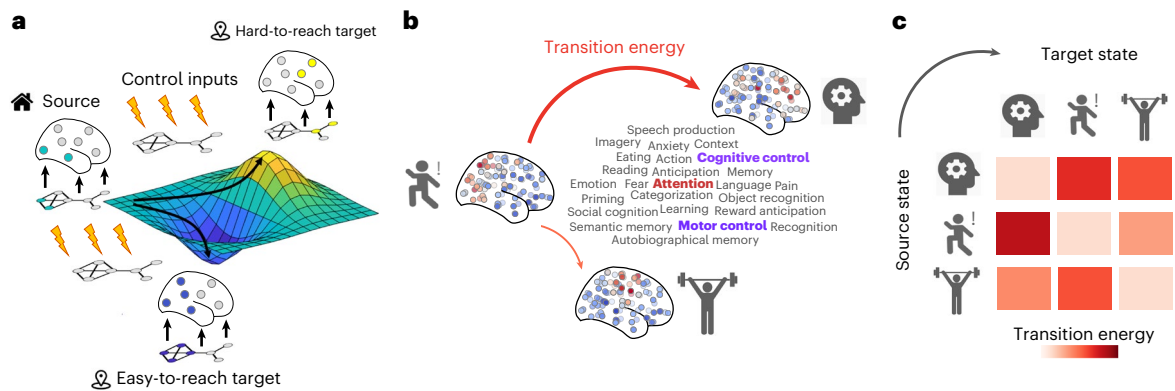 a
Hard-to-reach target
Control inputs
Source
Easy-to-reach target
b
Transition energy
!
Speech production
Imagery Anxiety Context
Eating Action Cognitive control
Reading Anticipation Memory
Emotion Fear Attention Language Pain
Priming Categorization Object recognition
Social cognition Learning Reward anticipation
Semantic memory Motor control Recognition
Autobiographical memory
c
Target state
!
Source state
!
Transition energy